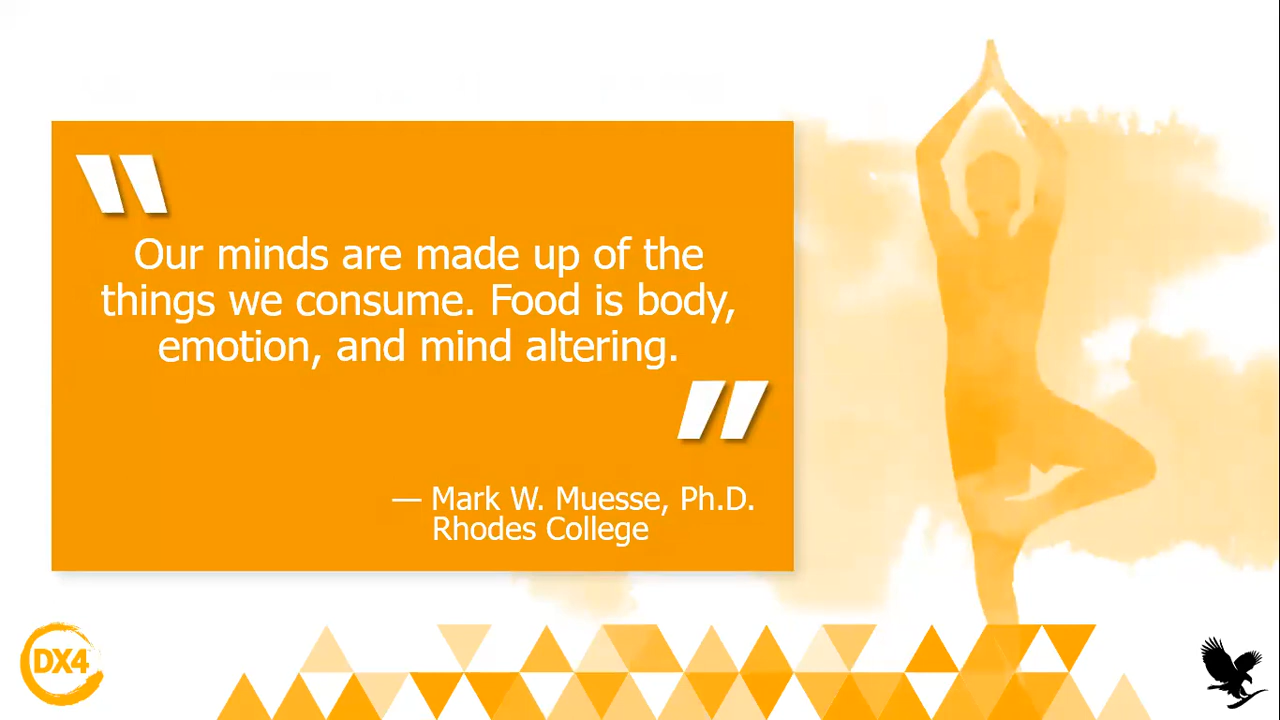 "
Our minds are made up of the
things we consume. Food is body,
emotion, and mind altering.
"
— Mark W. Muesse, Ph.D.
Rhodes College
DX4